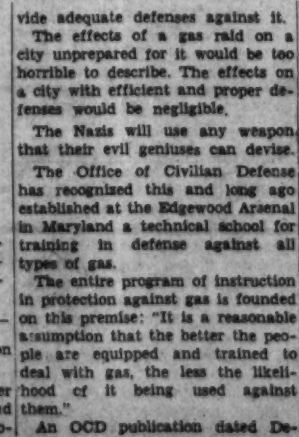 vide adequate defenses against it.
The effects of a gas raid on a
city unprepared for it would be too
horrible to describe. The effects on
a city with efficient and proper de-
fenses would be negligible.
The Nazis will use any weapon
that their evil geniuses can devise.
The Office of Civilian Defense
has recognized this and long ago
established at the Edgewood Arsenal
in Maryland a technical school for
training in defense against all
types of gas.
The entire program of instruction
in protection against gas is founded
on this premise: "It is a reasonable
assumption that the better the peo-
ple are equipped and trained to
deal with gas, the less the likeli-
hood cf it being used against
them."
An OCD publication dated De-